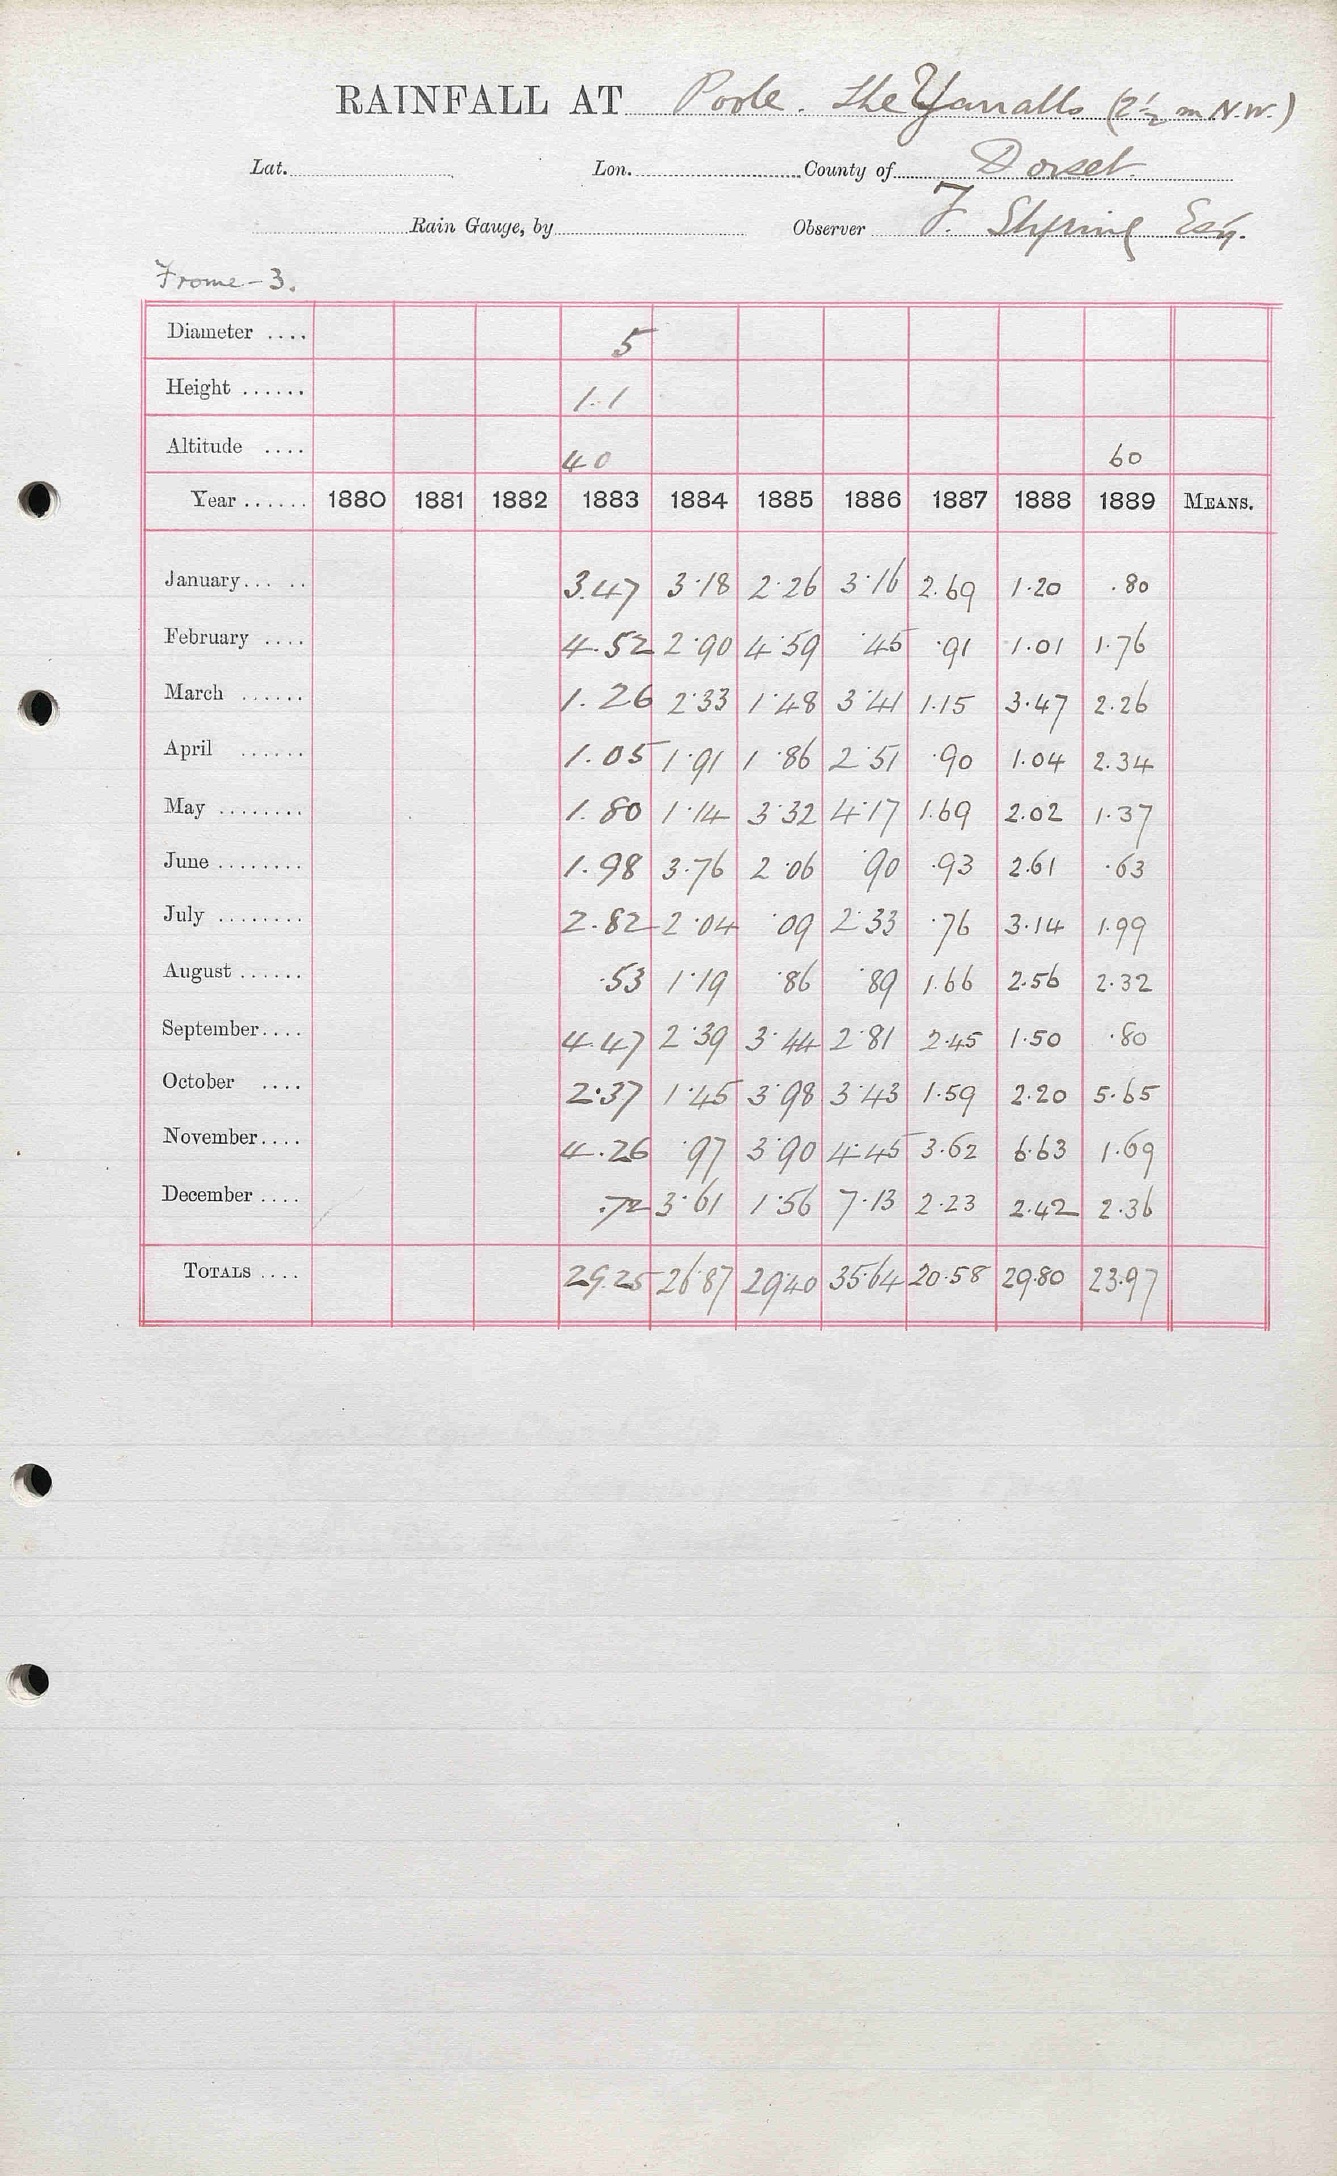 RAINFALL AT Poole. The Yarralls (2½ m N.W.)
Lat. Lon. County of Dorset.
Rain Gauge, by Observer F. Esq.
Frome-3.
Diameter .... 5
Height ...... 1.1
Altitude .... 40 60
Year ...... 1880 1881 1882 1883 1884 1885 1886 1887 1888 1889 MEANS.
January... .. 3.47 3.18 2.26 3.16 2.69 1.20 .80
February .... 4.52 2.90 4.59 .45 .91 1.01 1.76
March ...... 1.26 2.33 1.48 3.41 1.15 3.47 2.26
April ...... 1.05 1.91 1.86 2.51 .90 1.04 2.34
May ........ 1.80 1.14 3.32 4.17 1.69 2.02 1.37
June ........ 1.98 3.76 2.06 .90 .93 2.61 .63
July ........ 2.82 2.04 .09 2.33 .76 3.14 1.99
August ...... .53 1.19 .86 .89 1.66 2.56 2.32
September.... 4.47 2.39 3.44 2.81 2.45 1.50 .80
October .... 2.37 1.45 3.98 3.43 1.59 2.20 5.65
November.... 4.26 .97 3.90 4.45 3.62 6.63 1.69
December .... .72 3.61 1.56 7.13 2.23 2.42 2.36
TOTALS .... 29.25 26.87 29.40 35.64 20.58 29.80 23.97